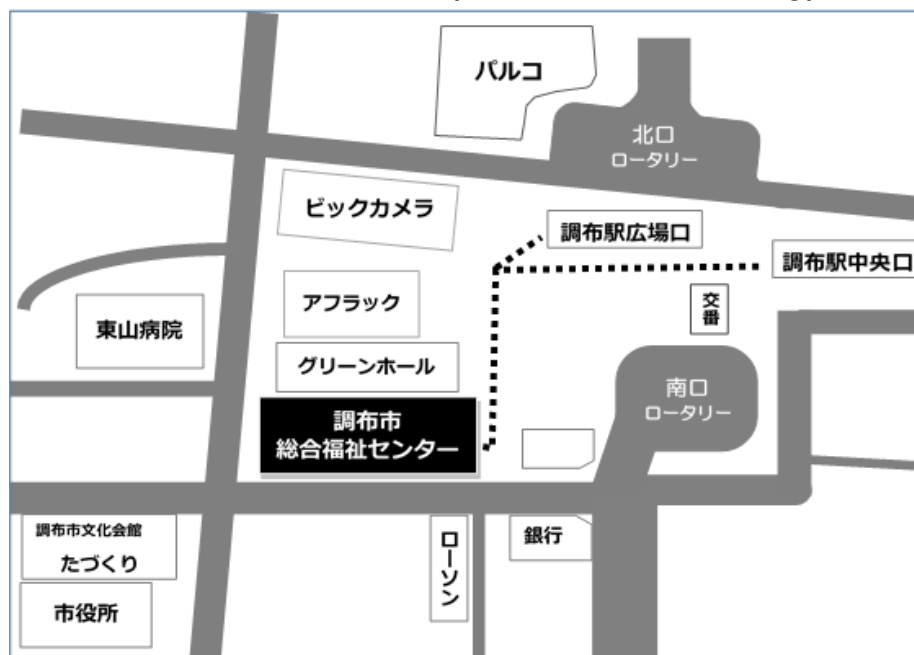 パルコ
北口
ロータリー
ビックカメラ
調布駅広場口
調布駅中央口
アフラック
交番
東山病院
グリーンホール
南口
ロータリー
調布市
総合福祉センター
調布市文化会館
たづくり
ローソン
銀行
市役所